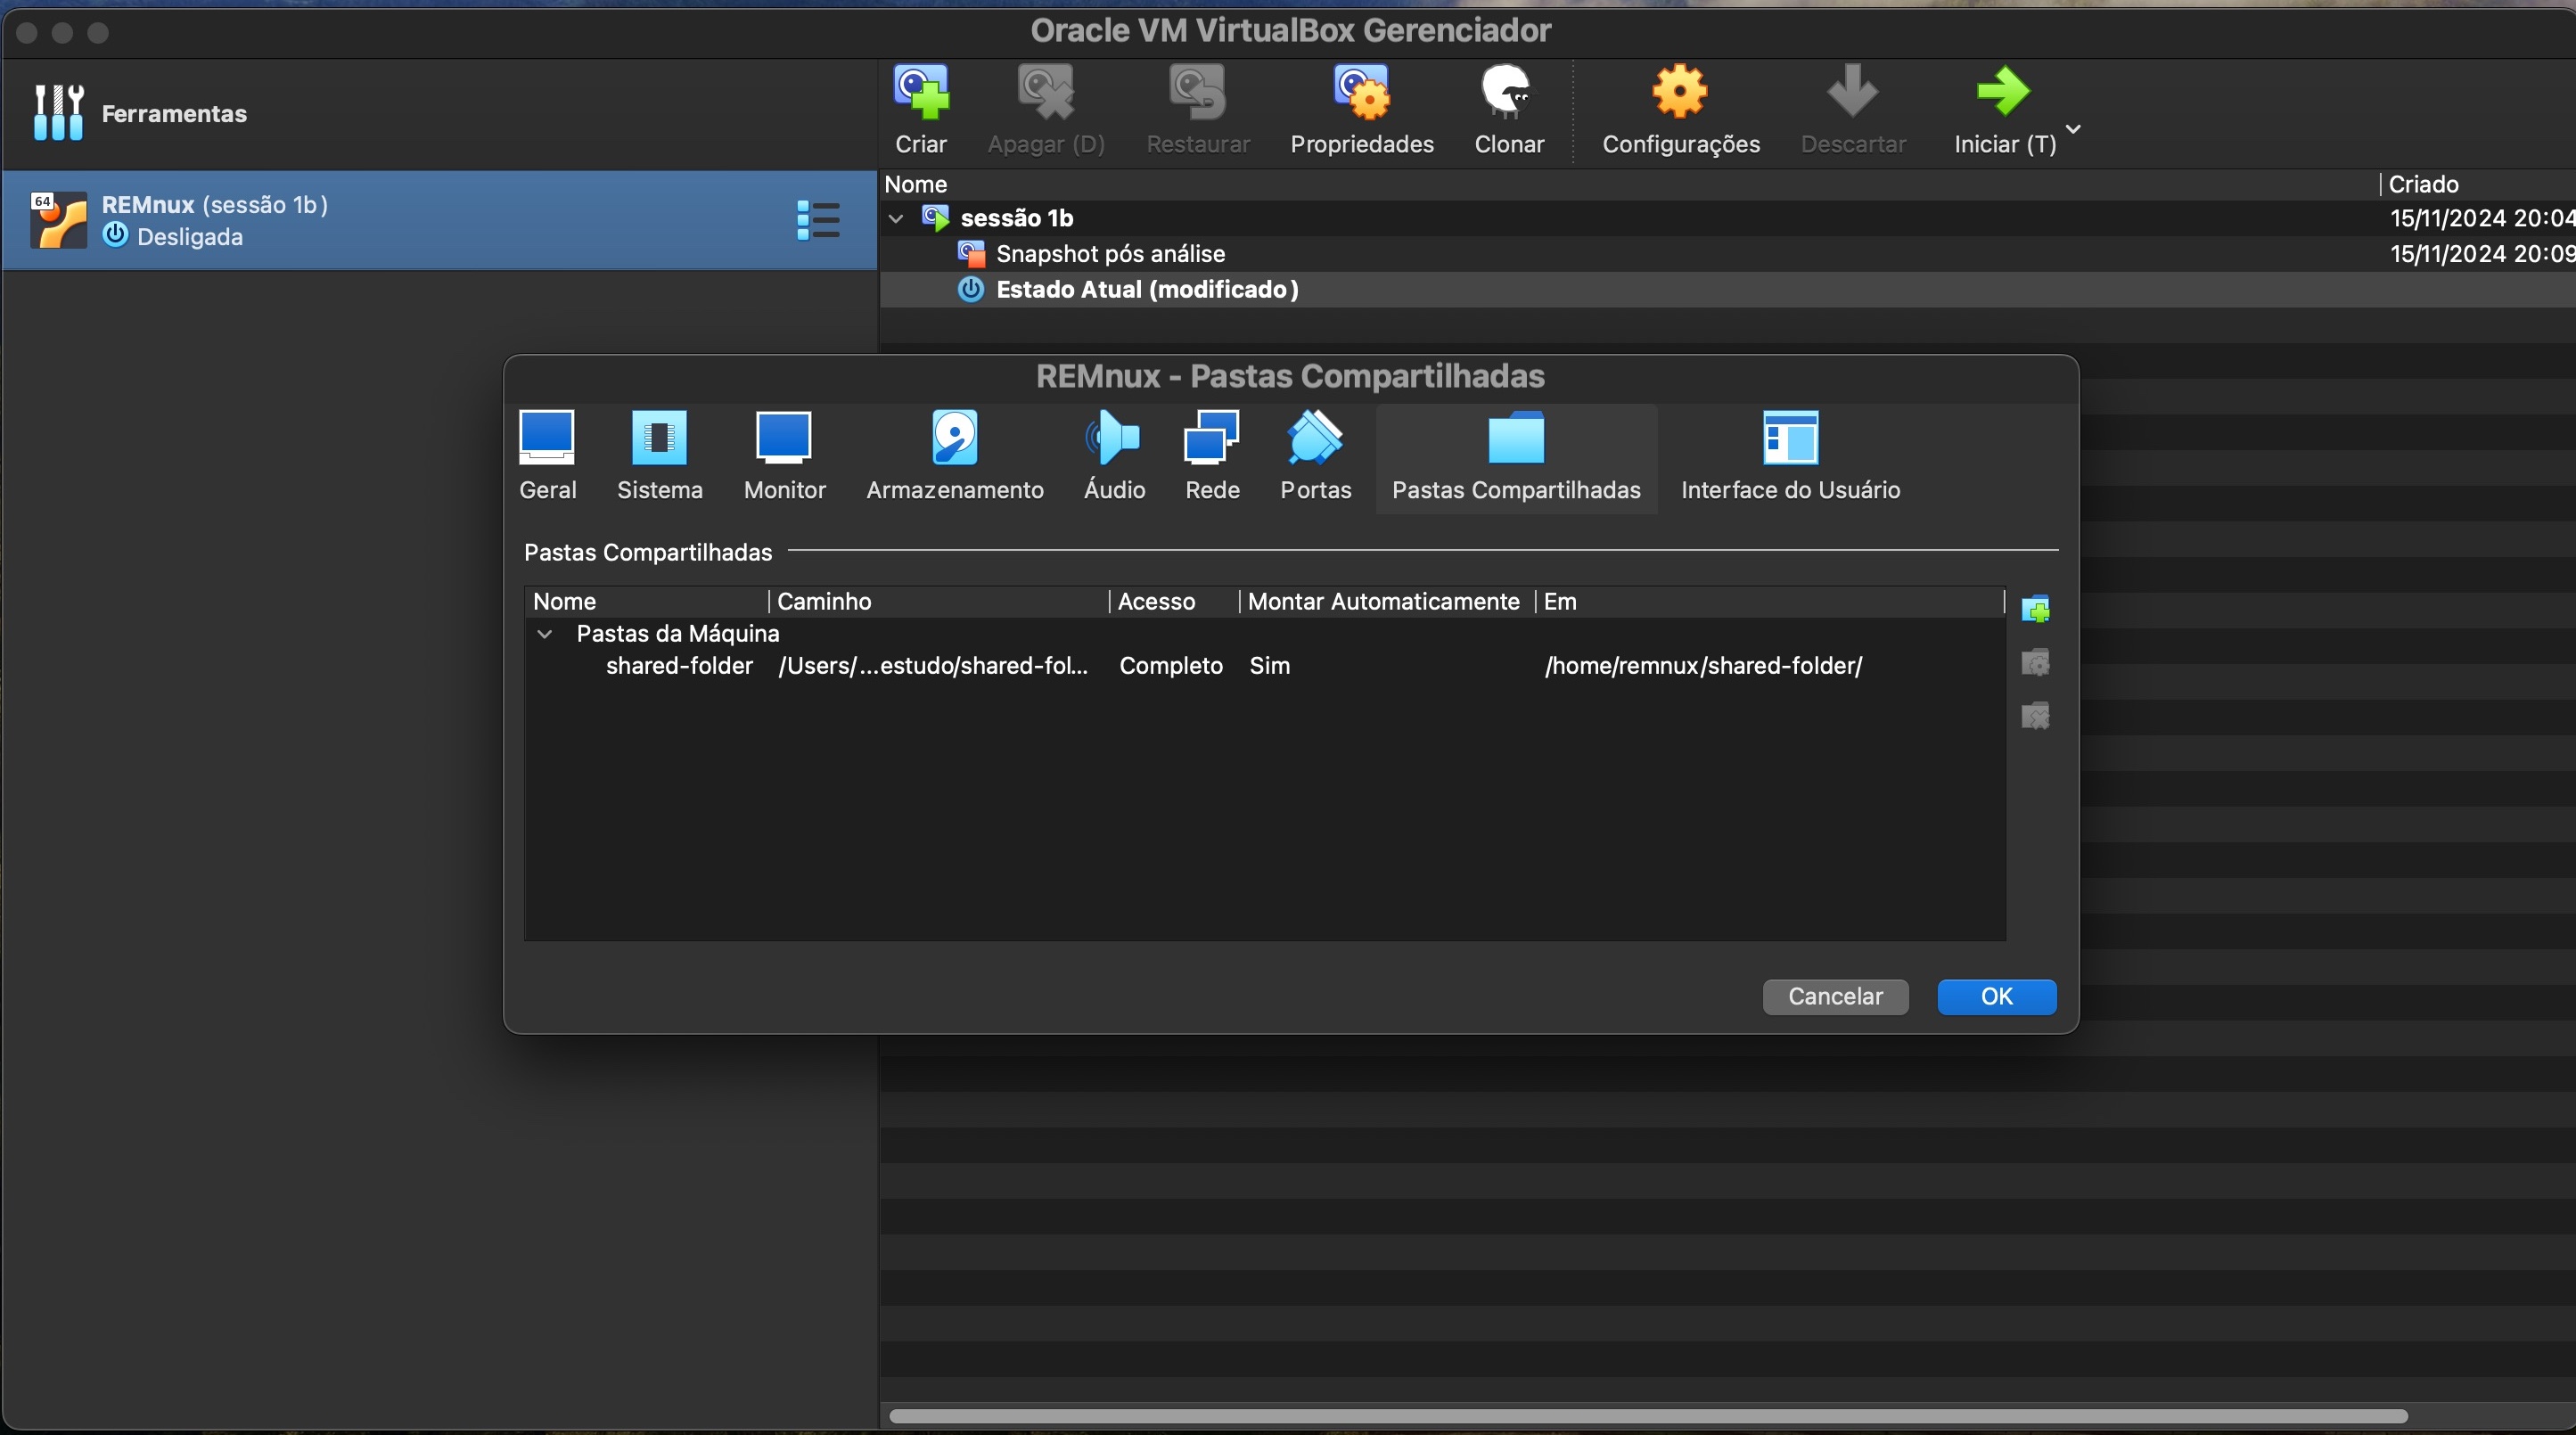 Oracle VM VirtualBox Gerenciador
Ferramentas
Criar
Apagar (D)
Restaurar
Propriedades
Clonar
Configurações
Descartar
Iniciar (T)
64
REMnux (sessão 1b)
Desligada
Nome
Criado
sessão 1b
15/11/2024 20:04
Snapshot pós análise
15/11/2024 20:09
Estado Atual (modificado)
REMnux - Pastas Compartilhadas
Geral
Sistema
Monitor
Armazenamento
Áudio
Rede
Portas
Pastas Compartilhadas
Interface do Usuário
Pastas Compartilhadas
Nome
Caminho
Acesso
Montar Automaticamente
Em
Pastas da Máquina
shared-folder
/Users/...estudo/shared-fol...
Completo
Sim
/home/remnux/shared-folder/
Cancelar
OK